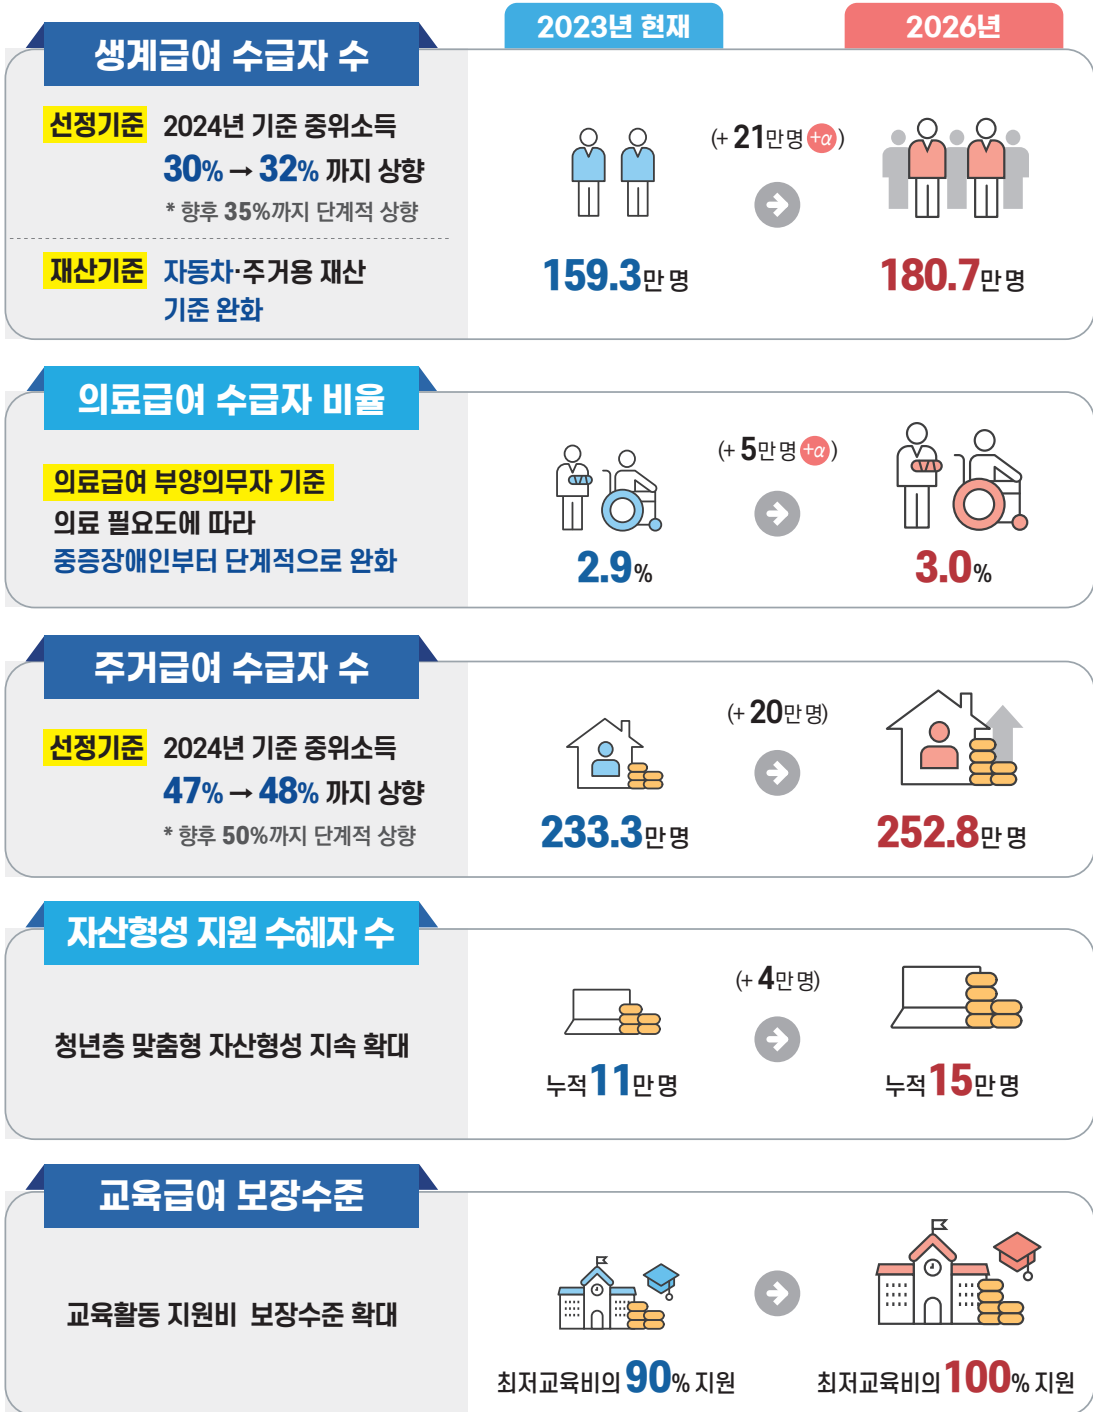 2023년 현재
2026년
생계급여 수급자 수
선정기준 2024년 기준 중위소득
30% → 32% 까지 상향
* 향후 35%까지 단계적 상향
재산기준 자동차·주거용 재산
기준 완화
(+ 21만명 +α)
159.3만 명
180.7만 명
의료급여 수급자 비율
의료급여 부양의무자 기준
의료 필요도에 따라
중증장애인부터 단계적으로 완화
(+ 5만명 +α)
2.9%
3.0%
주거급여 수급자 수
선정기준 2024년 기준 중위소득
47% → 48% 까지 상향
* 향후 50%까지 단계적 상향
(+ 20만명)
233.3만 명
252.8만 명
자산형성 지원 수혜자 수
청년층 맞춤형 자산형성 지속 확대
(+ 4만명)
누적 11만 명
누적 15만 명
교육급여 보장수준
교육활동 지원비 보장수준 확대
최저교육비의 90% 지원
최저교육비의 100% 지원